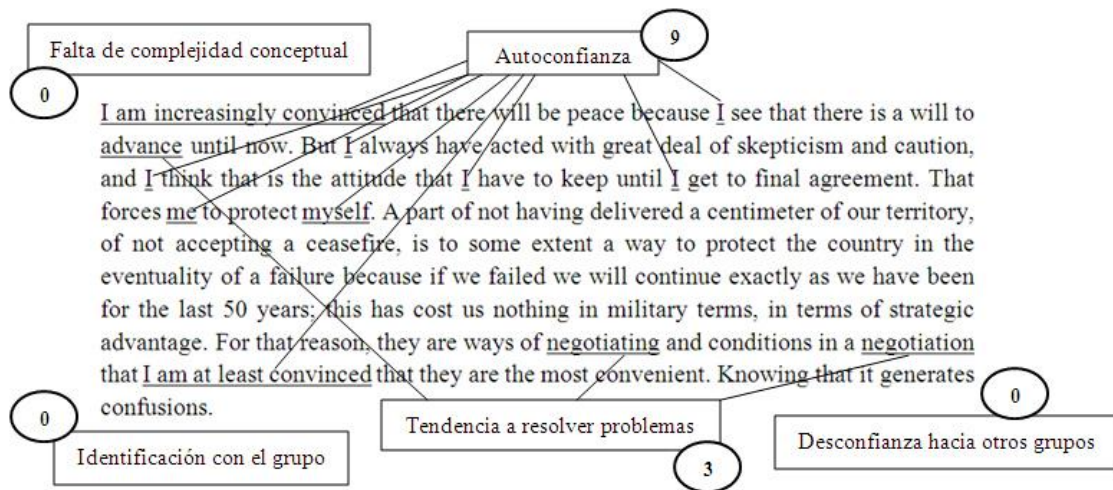 Falta de complejidad conceptual
0
Autoconfianza
9
I am increasingly convinced that there will be peace because I see that there is a will to
advance until now. But I always have acted with great deal of skepticism and caution,
and I think that is the attitude that I have to keep until I get to final agreement. That
forces me to protect myself. A part of not having delivered a centimeter of our territory,
of not accepting a ceasefire, is to some extent a way to protect the country in the
eventuality of a failure because if we failed we will continue exactly as we have been
for the last 50 years; this has cost us nothing in military terms, in terms of strategic
advantage. For that reason, they are ways of negotiating and conditions in a negotiation
that I am at least convinced that they are the most convenient. Knowing that it generates
confusions.
0
Identificación con el grupo
Tendencia a resolver problemas
3
0
Desconfianza hacia otros grupos